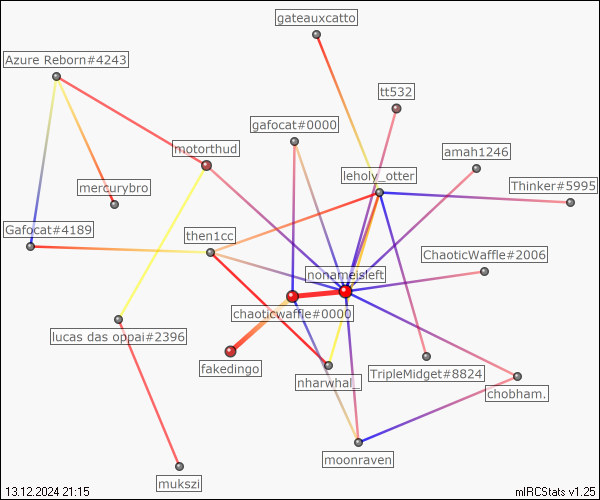 gateauxcatto
Azure Reborn#4243
tt532
gafocat#0000
motorthud
amah1246
leholy_otter
mercurybro
Thinker#5995
Gafocat#4189
then1cc
ChaoticWaffle#2006
nonameisleft
chaoticwaffle#0000
lucas das oppai#2396
fakedingo
nharwhal_
TripleMidget#8824
chobham.
moonraven
mukszi
13.12.2024 21:15
mIRCStats v1.25